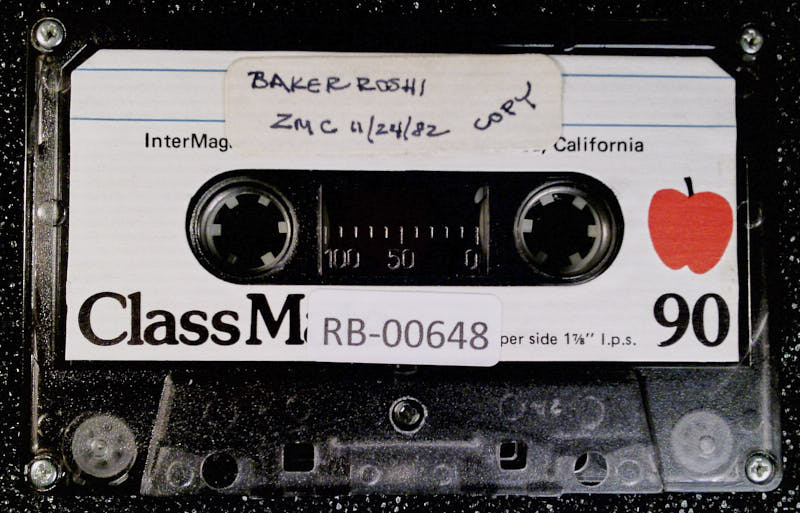 BAKER ROSHI
ZMC 11/24/82 COPY
InterMag California
100 50 0
ClassM 90
RB-00648 per side 1⅞" i.p.s.